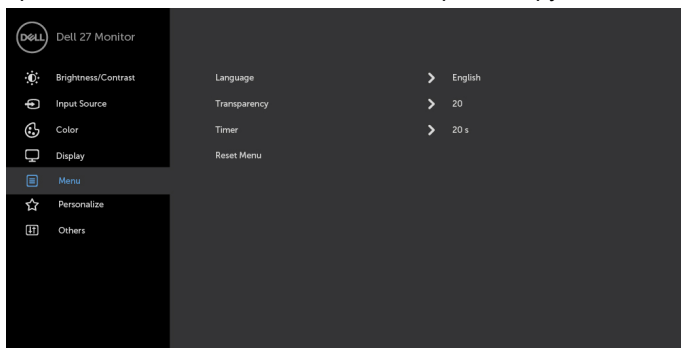 DELL
Dell 27 Monitor
Brightness/Contrast
Input Source
Color
Display
Menu
Personalize
Others
Language > English
Transparency > 20
Timer > 20 s
Reset Menu